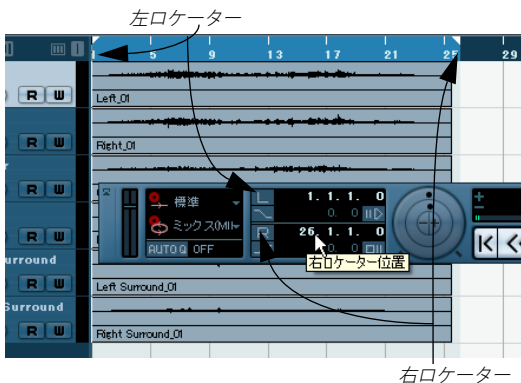 左ロケーター
1 5 9 13 17 21 25 29
R W
Left_01
R W
Right_01
R W
標準
L 1. 1. 1. 0
0. 0
ミックス(MI
R W
R 26. 1. 1. 0
AUTO Q OFF
0. 0
右ロケーター位置
urround
R W
Left Surround_01
Surround
R W
Right Surround_01
右ロケーター